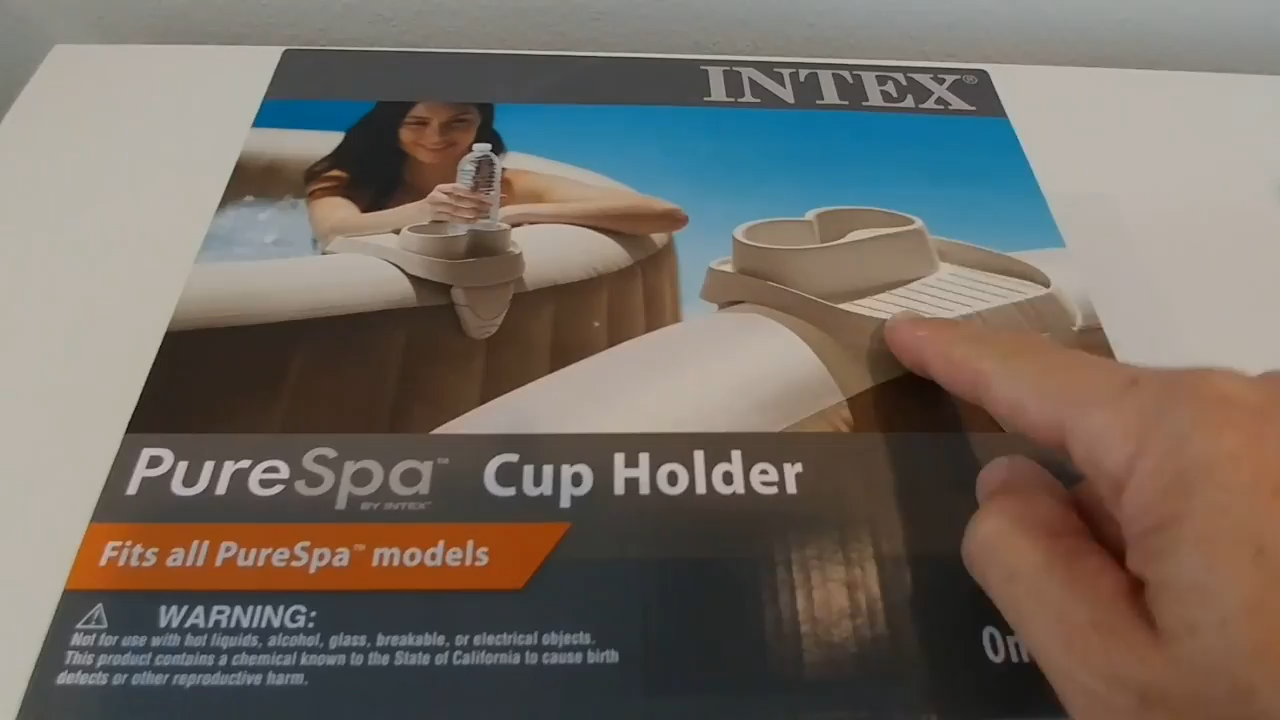 INTEX®
PureSpa™ Cup Holder
BY INTEX™
Fits all PureSpa™ models
WARNING:
Not for use with hot liquids, alcohol, glass, breakable, or electrical objects.
This product contains a chemical known to the State of California to cause birth
defects or other reproductive harm.